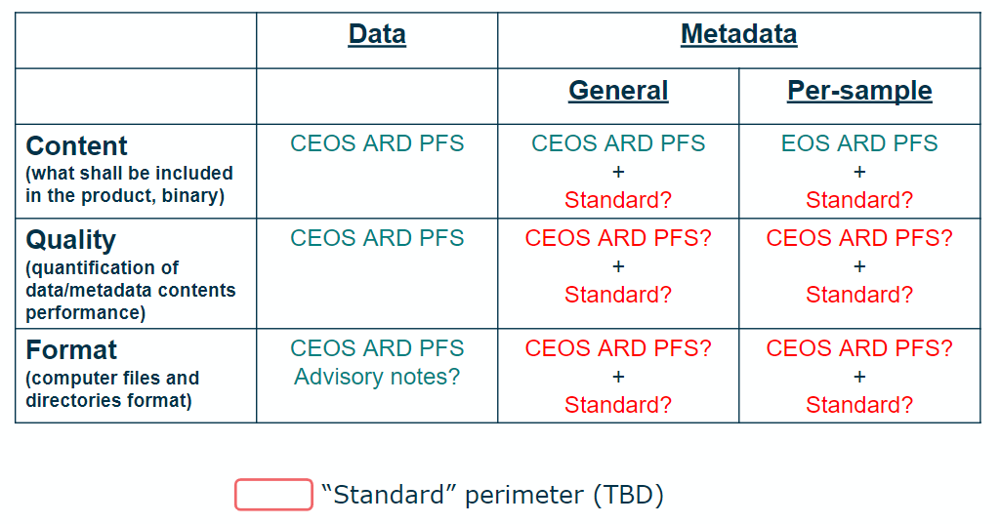 Data
Metadata
General
Per-sample
Content
(what shall be included
in the product, binary)
CEOS ARD PFS
CEOS ARD PFS
+
Standard?
EOS ARD PFS
+
Standard?
Quality
(quantification of
data/metadata contents
performance)
CEOS ARD PFS
CEOS ARD PFS?
+
Standard?
CEOS ARD PFS?
+
Standard?
Format
(computer files and
directories format)
CEOS ARD PFS
Advisory notes?
CEOS ARD PFS?
+
Standard?
CEOS ARD PFS?
+
Standard?
“Standard” perimeter (TBD)